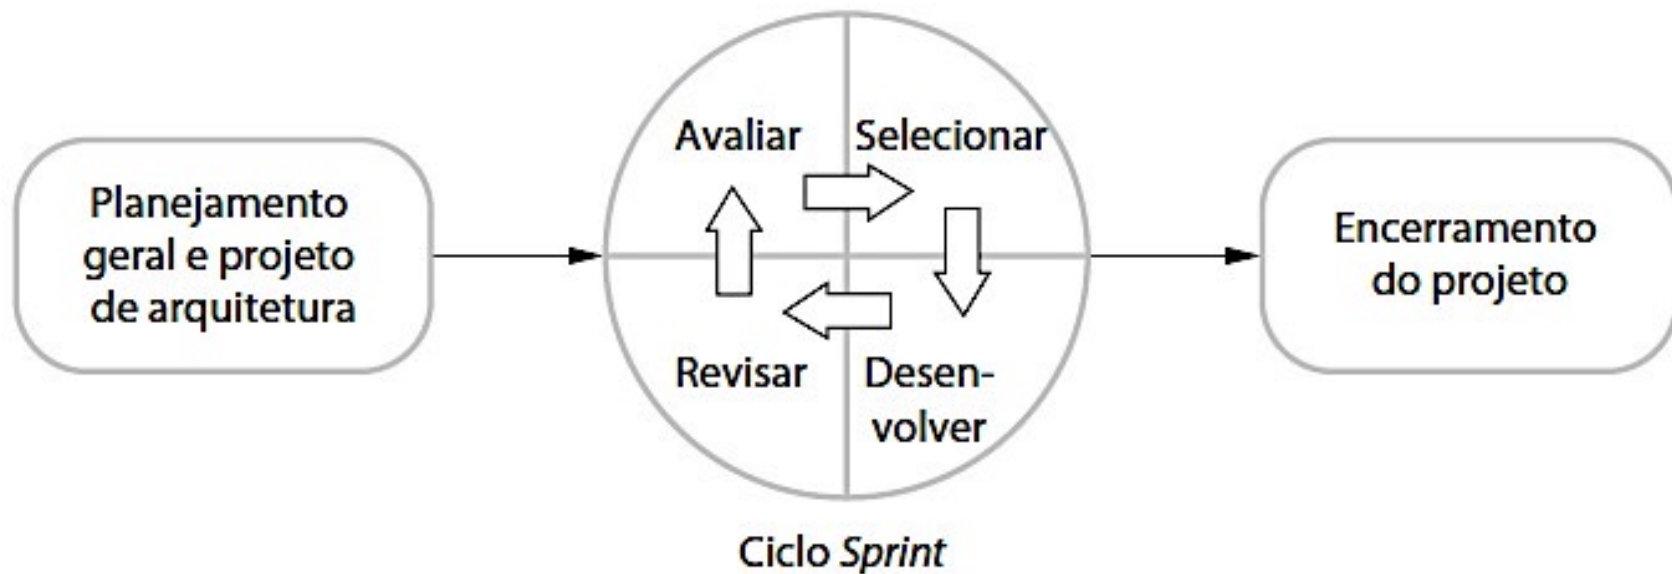 Planejamento
geral e projeto
de arquitetura
Avaliar
Selecionar
Revisar
Desen-
volver
Ciclo Sprint
Encerramento
do projeto